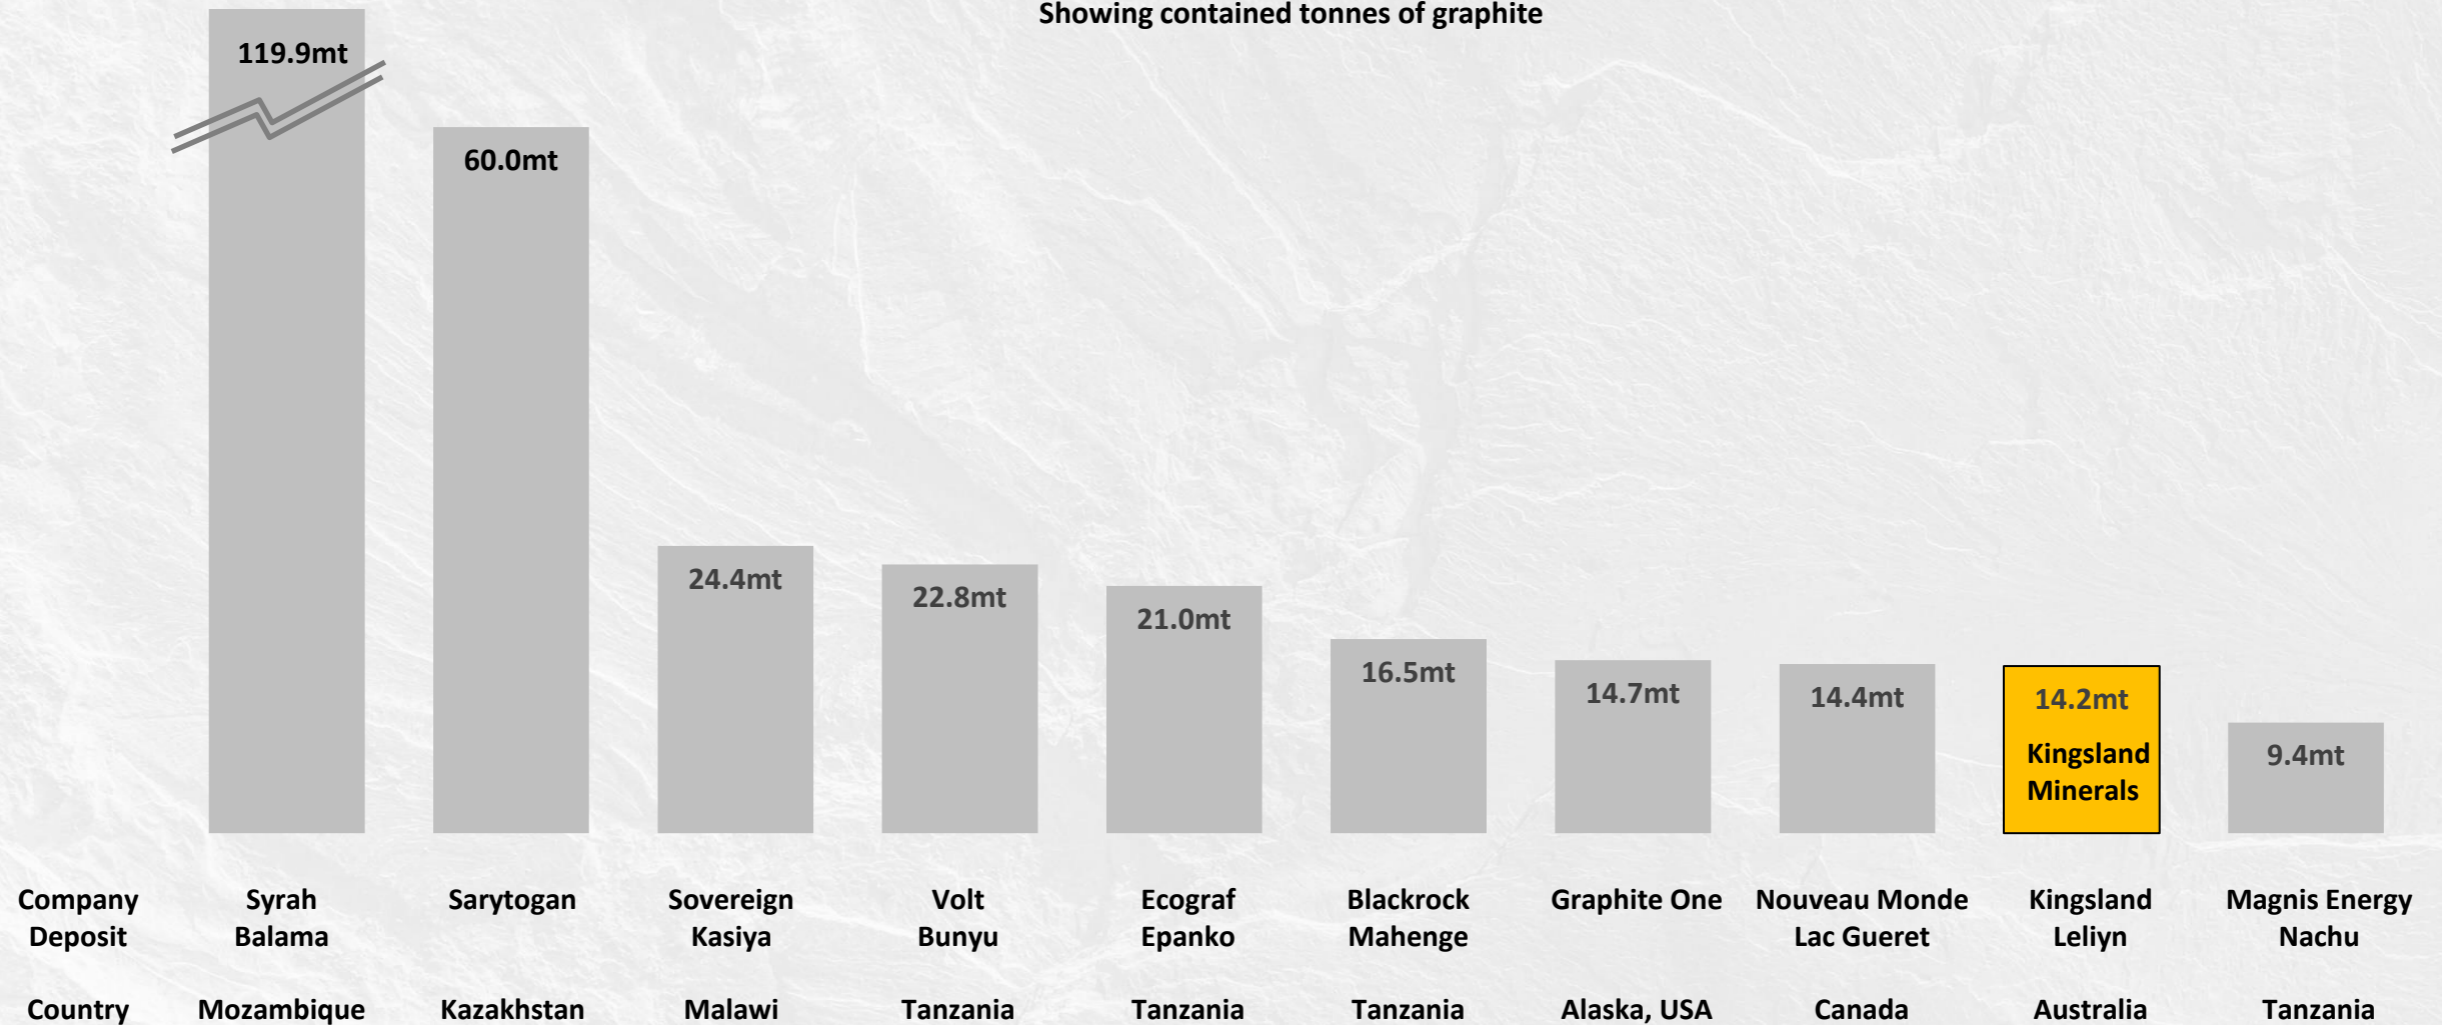 Showing contained tonnes of graphite
119.9mt
60.0mt
24.4mt
22.8mt
21.0mt
16.5mt
14.7mt
14.4mt
14.2mt
Kingsland
Minerals
9.4mt
Company Syrah Sarytogan Sovereign Volt Ecograf Blackrock Graphite One Nouveau Monde Kingsland Magnis Energy
Deposit Balama Kasiya Bunyu Epanko Mahenge Lac Gueret Leliyn Nachu
Country Mozambique Kazakhstan Malawi Tanzania Tanzania Tanzania Alaska, USA Canada Australia Tanzania